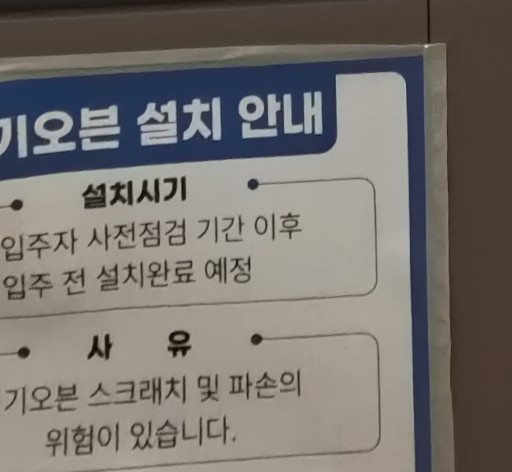 기오븐 설치 안내
설치시기
입주자 사전점검 기간 이후
입주 전 설치완료 예정
사 유
기오븐 스크래치 및 파손의
위험이 있습니다.